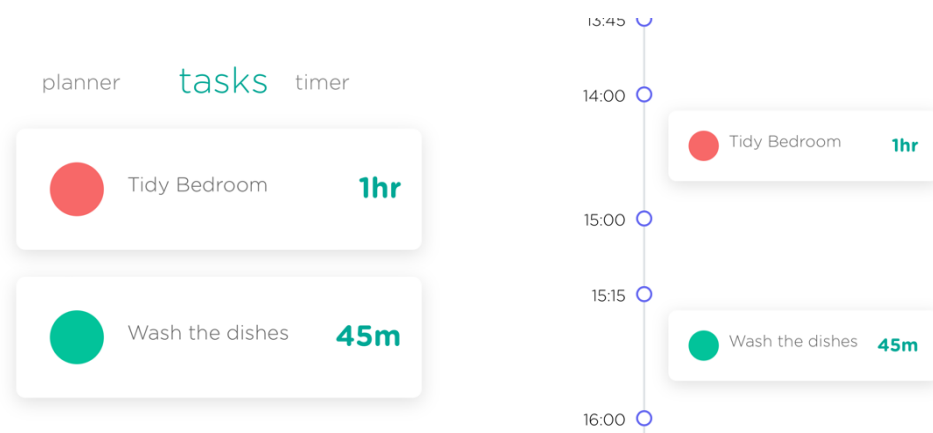 planner tasks timer
Tidy Bedroom 1hr
Wash the dishes 45m
13:45
14:00
Tidy Bedroom 1hr
15:00
15:15
Wash the dishes 45m
16:00